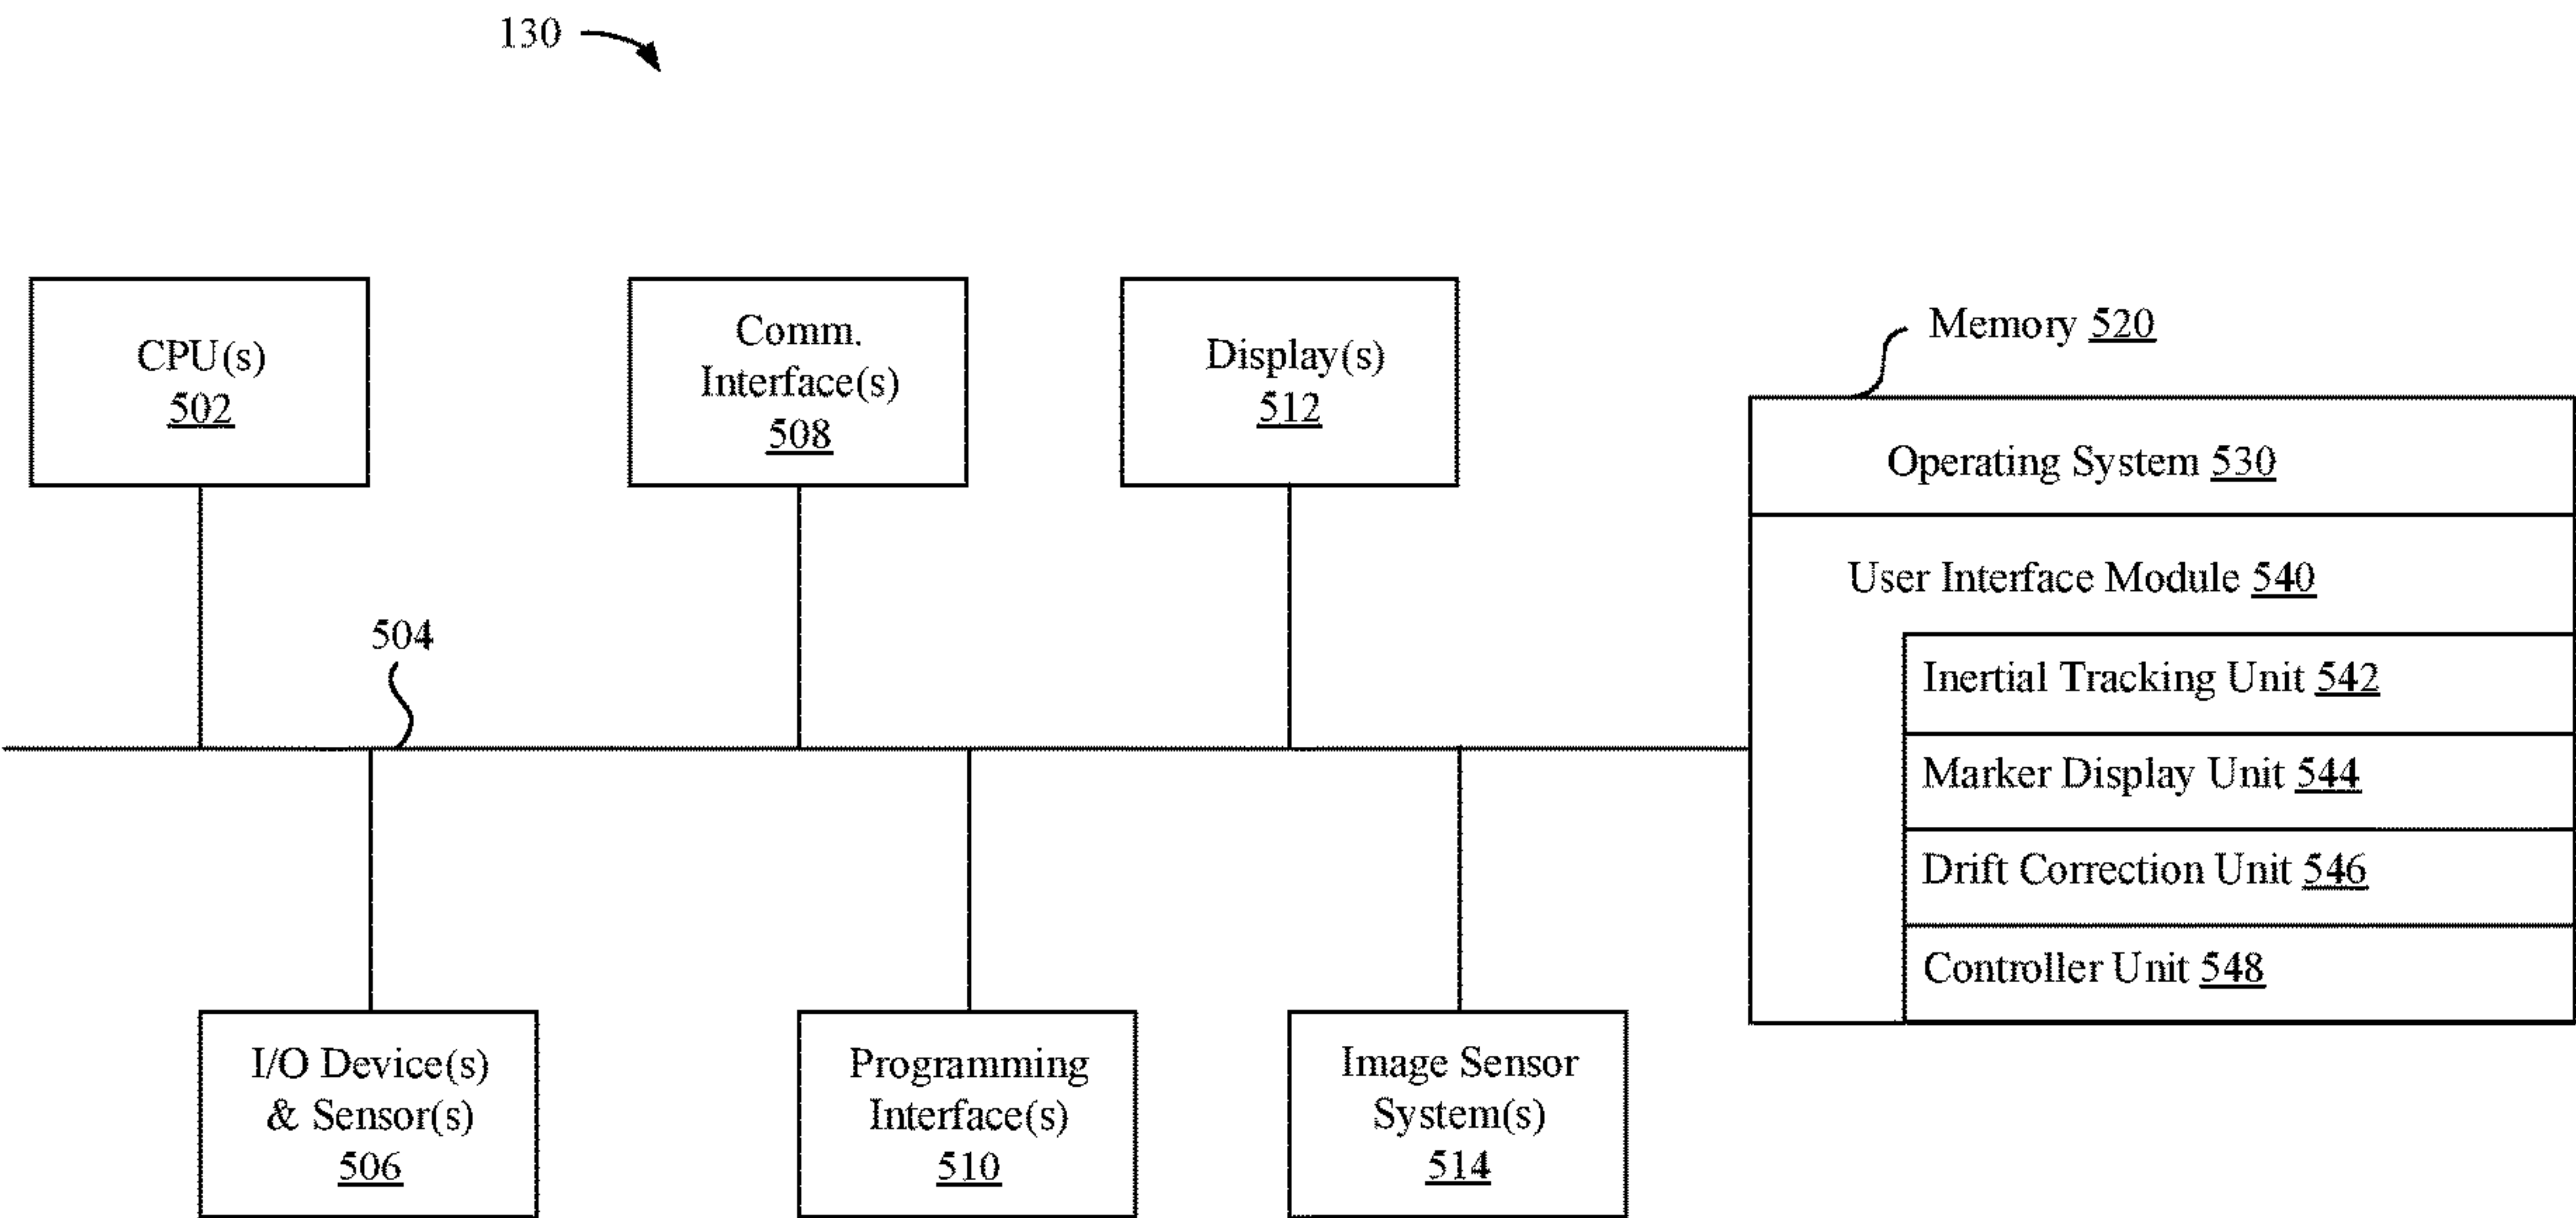 130
CPU(s)
502
Comm.
Interface(s)
508
Display(s)
512
Memory 520
Operating System 530
User Interface Module 540
Inertial Tracking Unit 542
Marker Display Unit 544
Drift Correction Unit 546
Controller Unit 548
504
I/O Device(s)
& Sensor(s)
506
Programming
Interface(s)
510
Image Sensor
System(s)
514